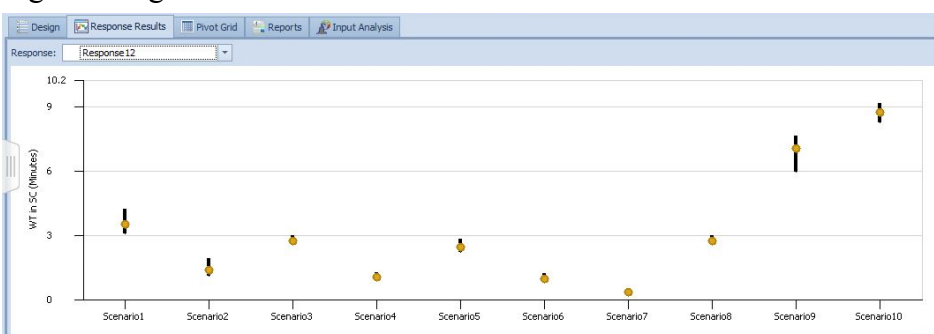 Design Response Results Pivot Grid Reports Input Analysis
Response: Response12
10.2
9
6
3
0
WT in SC (Minutes)
Scenario1 Scenario2 Scenario3 Scenario4 Scenario5 Scenario6 Scenario7 Scenario8 Scenario9 Scenario10